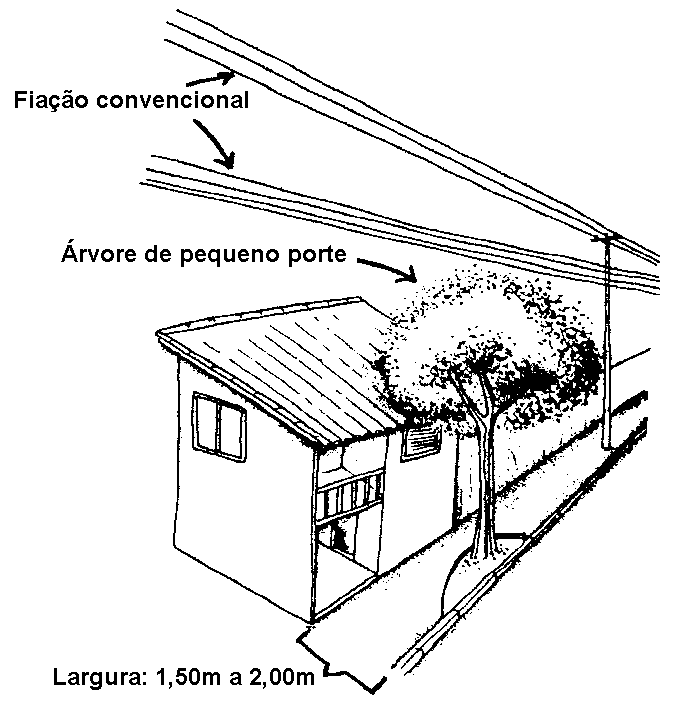 Fiação convencional
Árvore de pequeno porte
Largura: 1,50m a 2,00m